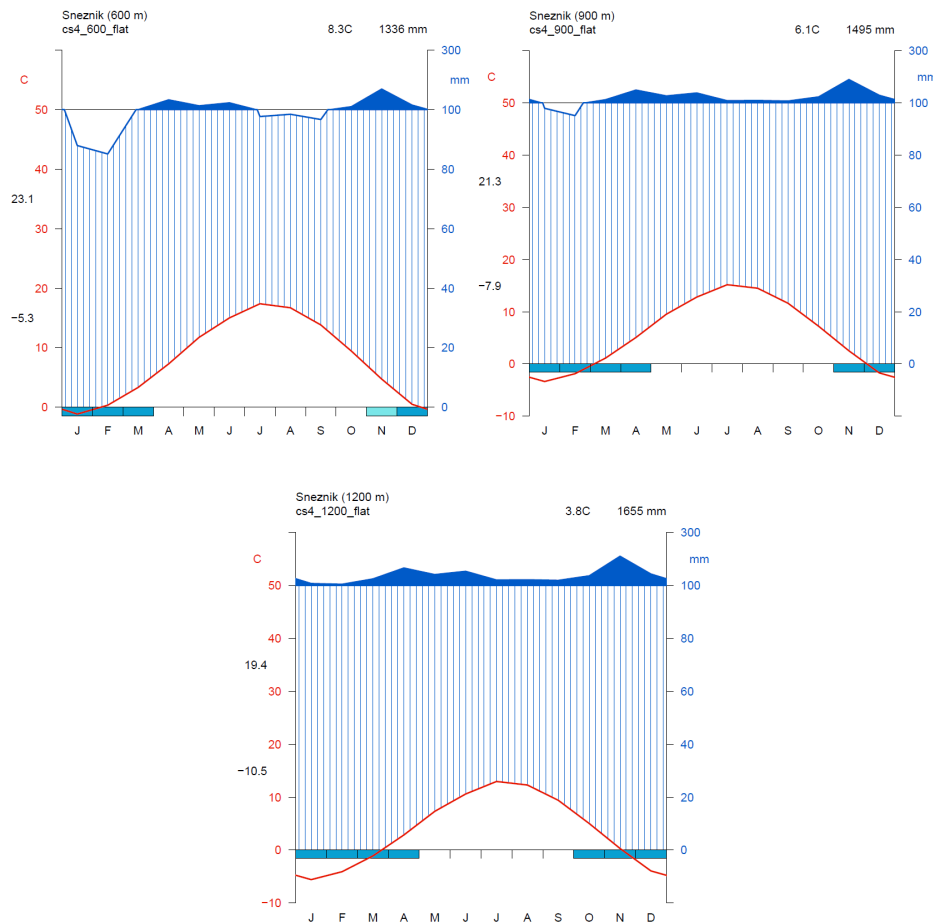 Sneznik (600 m)
cs4_600_flat 8.3C 1336 mm
C
mm
300
50 100
40 80
23.1
30 60
20 40
−5.3
10 20
0 0
J F M A M J J A S O N D
Sneznik (900 m)
cs4_900_flat 6.1C 1495 mm
300
C
mm
50 100
40 80
21.3
30 60
20 40
−7.9
10 20
0 0
−10
J F M A M J J A S O N D
Sneznik (1200 m)
cs4_1200_flat 3.8C 1655 mm
300
C
mm
50 100
40 80
19.4
30 60
20 40
−10.5
10 20
0 0
−10
J F M A M J J A S O N D